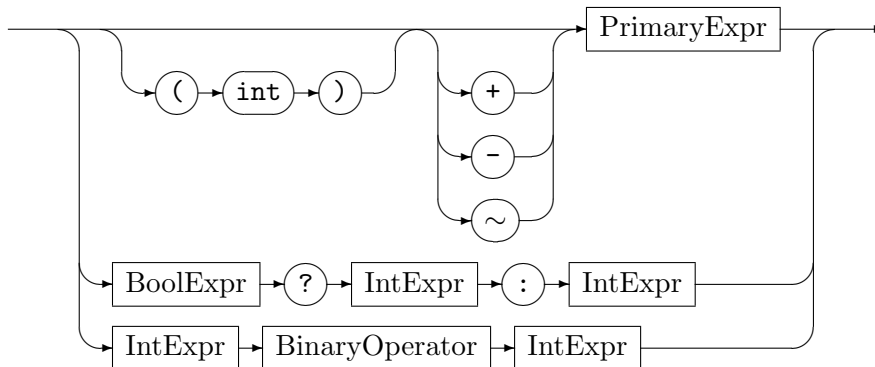 PrimaryExpr
( int ) +
-
~
BoolExpr ? IntExpr : IntExpr
IntExpr BinaryOperator IntExpr